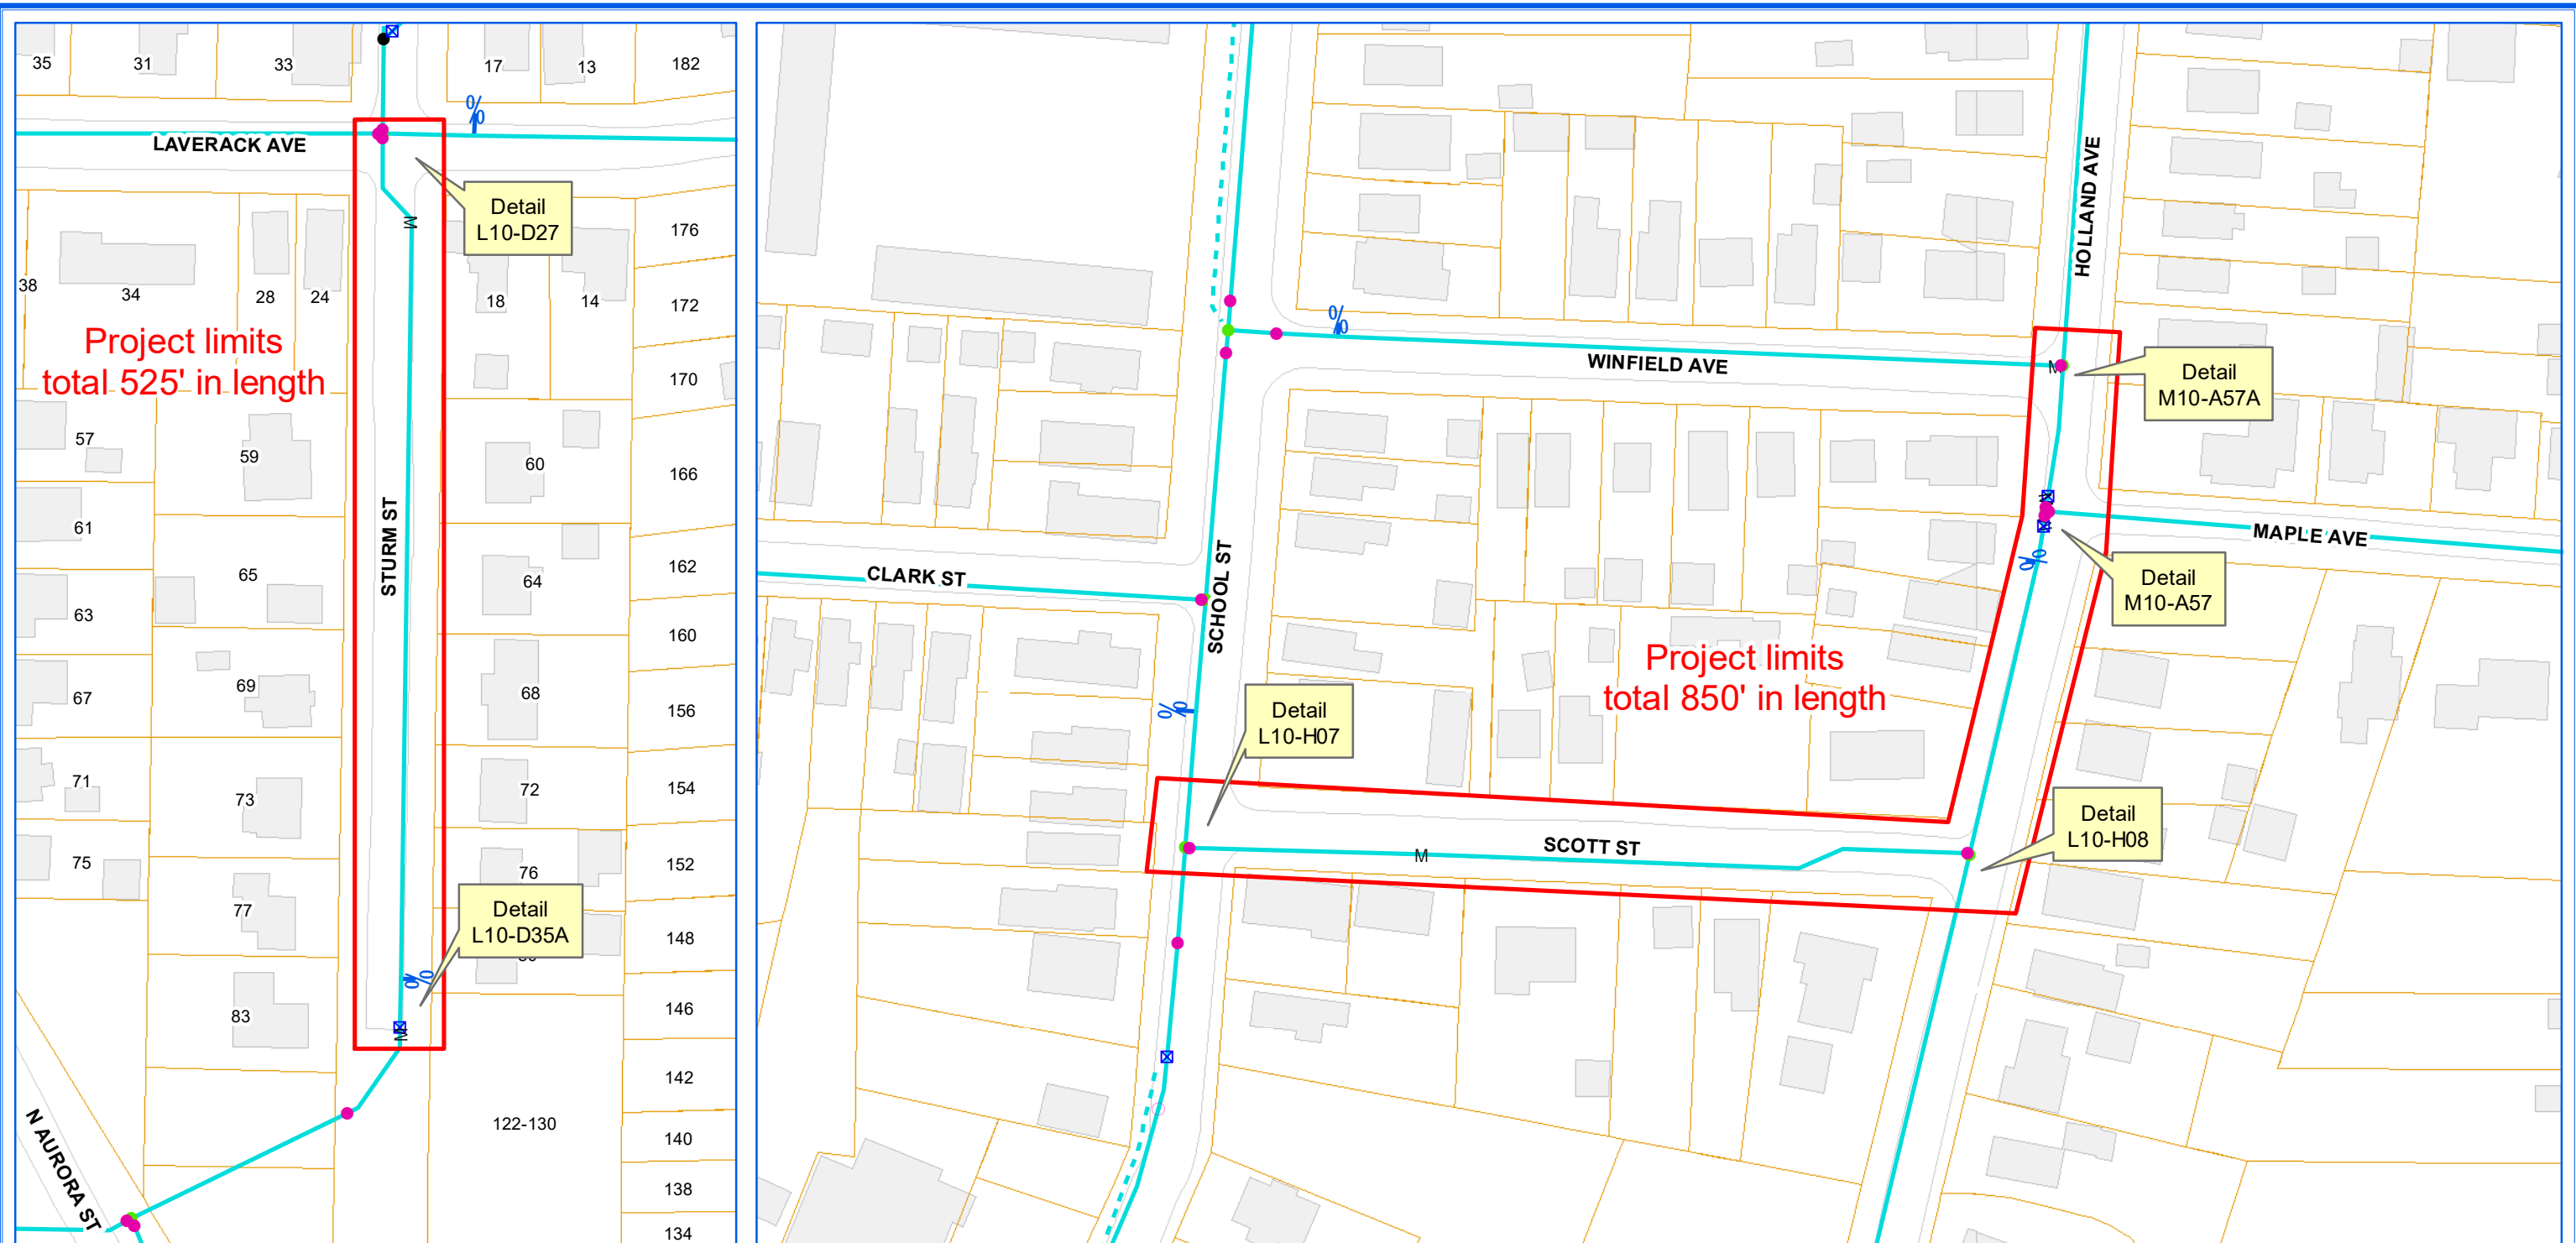 35
31
33
17
13
182
%
LAVERACK AVE
Detail
L10-D27
M
38
34
28
24
18
14
176
172
Project limits
total 525' in length
170
57
59
60
166
STURM ST
61
65
64
162
63
160
67
69
68
156
71
73
72
154
75
76
152
77
Detail
L10-D35A
148
%
%
83
M
146
142
122-130
140
N AURORA ST
138
134
HOLLAND AVE
%
WINFIELD AVE
M
Detail
M10-A57A
CLARK ST
SCHOOL ST
MAPLE AVE
%
%
Detail
M10-A57
Project limits
total 850' in length
%
%
Detail
L10-H07
M
SCOTT ST
Detail
L10-H08